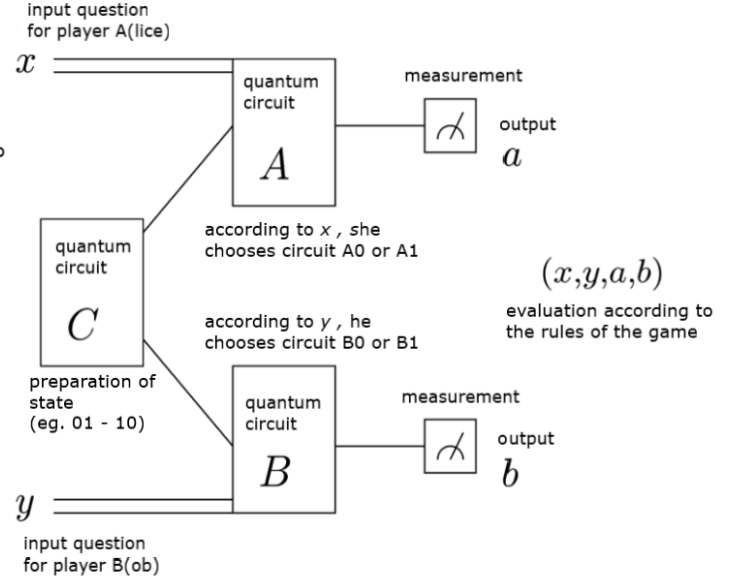 input question
for player A(lice)
x
quantum
circuit
A
measurement
output
a
according to x , she
chooses circuit A0 or A1
quantum
circuit
C
preparation of
state
(eg. 01 - 10)
(x,y,a,b)
evaluation according to
the rules of the game
according to y , he
chooses circuit B0 or B1
quantum
circuit
B
measurement
output
b
y
input question
for player B(ob)